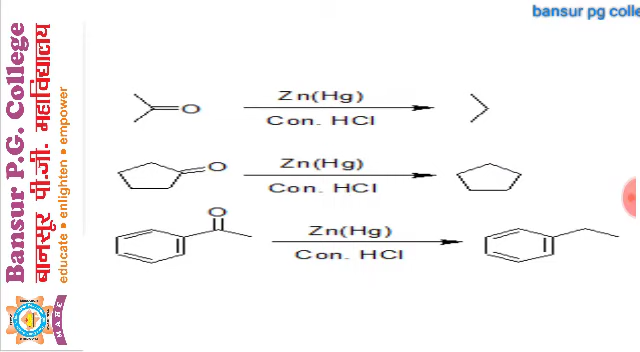 bansur pg colle
Bansur P.G. College
बानसूर पी.जी. महाविद्यालय
educate • enlighten • empower
O
Zn(Hg)
Con. HCl
O
Zn(Hg)
Con. HCl
O
Zn(Hg)
Con. HCl